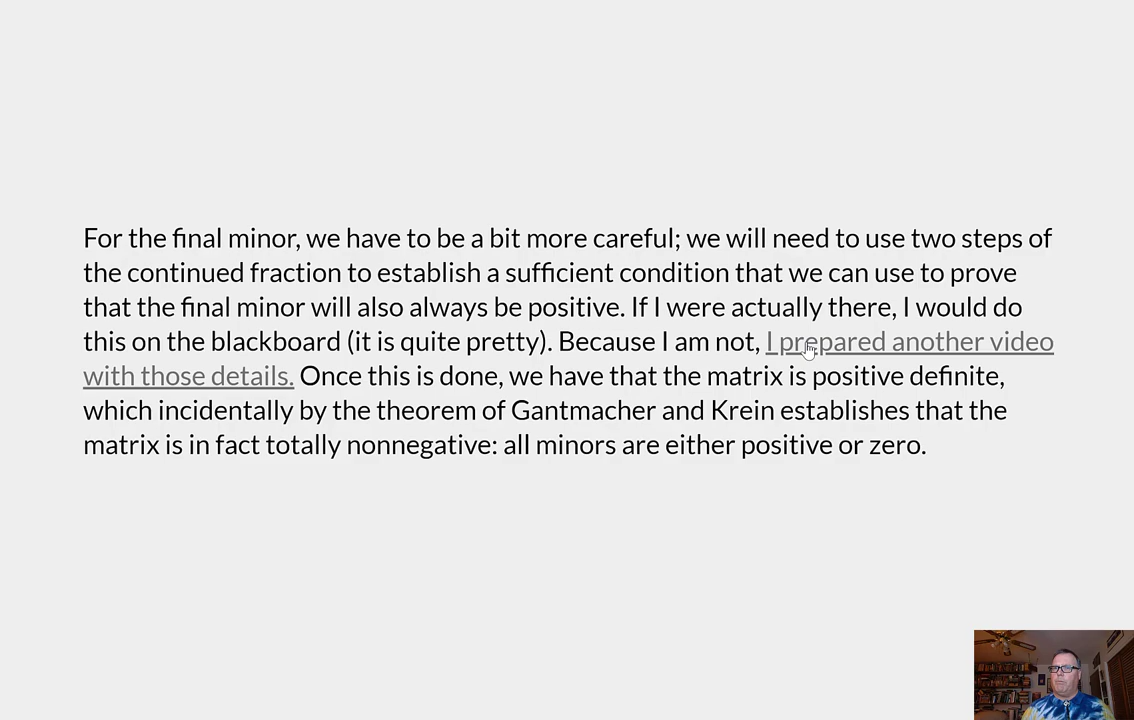 For the final minor, we have to be a bit more careful; we will need to use two steps of
the continued fraction to establish a sufficient condition that we can use to prove
that the final minor will also always be positive. If I were actually there, I would do
this on the blackboard (it is quite pretty). Because I am not, I prepared another video
with those details. Once this is done, we have that the matrix is positive definite,
which incidentally by the theorem of Gantmacher and Krein establishes that the
matrix is in fact totally nonnegative: all minors are either positive or zero.